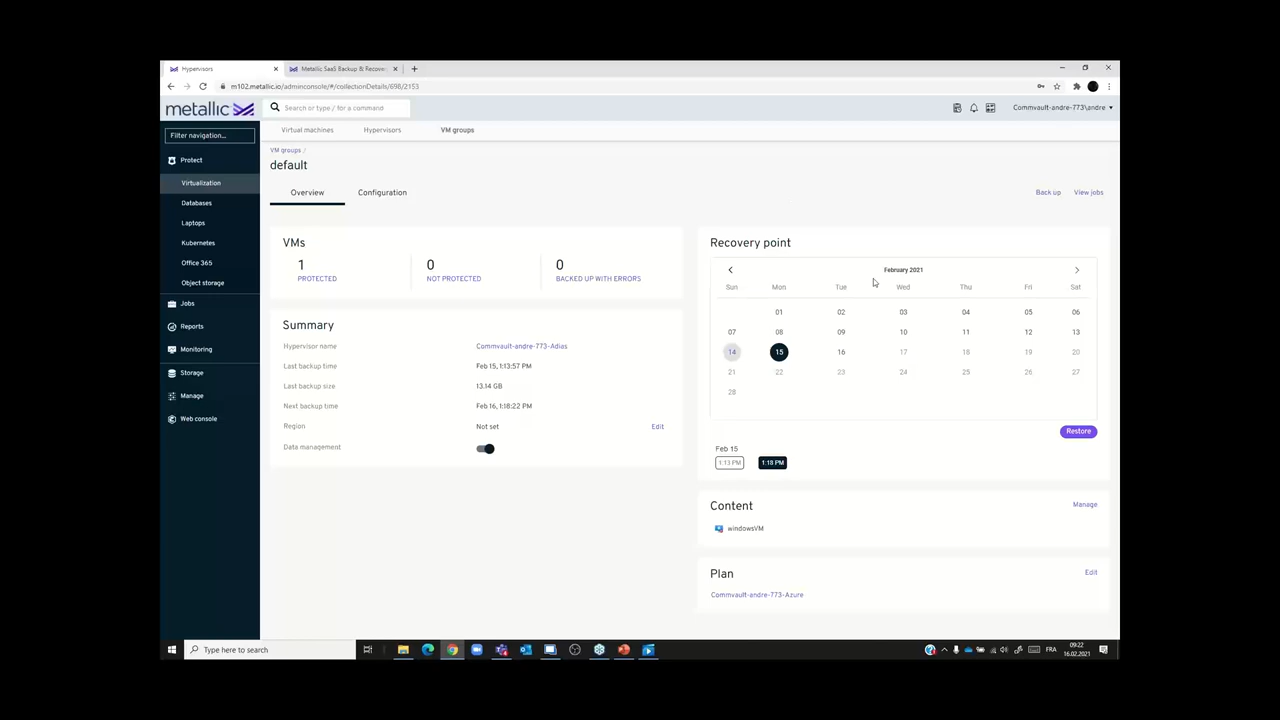 Hypervisors
Metallic SaaS Backup & Recove
m102.metallic.io/adminconsole/#/collectionDetails/698/2153
metallic
Search or type / for a command
Commvault-andre-773\andre
Filter navigation...
Protect
Virtualization
Databases
Laptops
Kubernetes
Office 365
Object storage
Jobs
Reports
Monitoring
Storage
Manage
Web console
Virtual machines Hypervisors VM groups
VM groups /
default
Overview Configuration
Back up View jobs
VMs
1 0 0
PROTECTED NOT PROTECTED BACKED UP WITH ERRORS
Summary
Hypervisor name Commvault-andre-773-Adias
Last backup time Feb 15, 1:13:57 PM
Last backup size 13.14 GB
Next backup time Feb 16, 1:18:22 PM
Region Not set Edit
Data management
Recovery point
February 2021
Sun Mon Tue Wed Thu Fri Sat
01 02 03 04 05 06
07 08 09 10 11 12 13
14 15 16 17 18 19 20
21 22 23 24 25 26 27
28
Restore
Feb 15
1:13 PM 1:18 PM
Content Manage
windowsVM
Plan Edit
Commvault-andre-773-Azure
Type here to search
FRA
09:22
16.02.2021